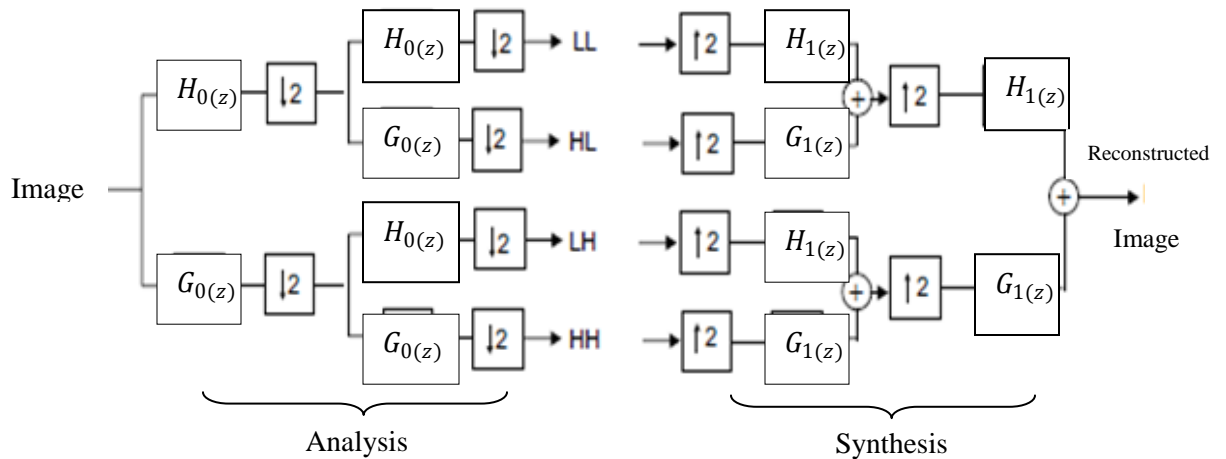 H₀₍z₎ ↓2 LL ↑2 H₁₍z₎
H₀₍z₎ ↓2 + ↑2 H₁₍z₎
G₀₍z₎ ↓2 HL ↑2 G₁₍z₎
Reconstructed
Image +
H₀₍z₎ ↓2 LH ↑2 H₁₍z₎ Image
G₀₍z₎ ↓2 + ↑2 G₁₍z₎
G₀₍z₎ ↓2 HH ↑2 G₁₍z₎
Analysis Synthesis